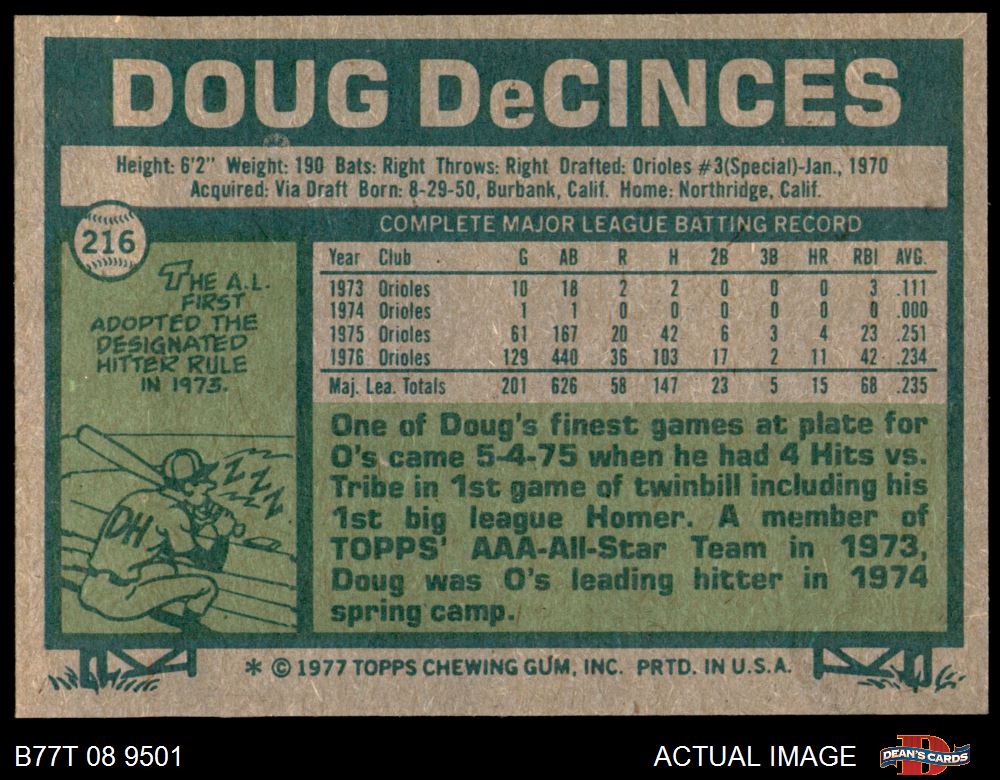 DOUG DeCINCES
Height: 6'2" Weight: 190 Bats: Right Throws: Right Drafted: Orioles #3(Special)-Jan., 1970
Acquired: Via Draft Born: 8-29-50, Burbank, Calif. Home: Northridge, Calif.
216
THE A.L.
FIRST
ADOPTED THE
DESIGNATED
HITTER RULE
IN 1973.
ZZZZ
DH
COMPLETE MAJOR LEAGUE BATTING RECORD
Year Club G AB R H 2B 3B HR RBI AVG.
1973 Orioles 10 18 2 2 0 0 0 3 .111
1974 Orioles 1 1 0 0 0 0 0 0 .000
1975 Orioles 61 167 20 42 6 3 4 23 .251
1976 Orioles 129 440 36 103 17 2 11 42 .234
Maj. Lea. Totals 201 626 58 147 23 5 15 68 .235
One of Doug's finest games at plate for
O's came 5-4-75 when he had 4 Hits vs.
Tribe in 1st game of twinbill including his
1st big league Homer. A member of
TOPPS' AAA-All-Star Team in 1973,
Doug was O's leading hitter in 1974
spring camp.
* © 1977 TOPPS CHEWING GUM, INC. PRTD. IN U.S.A.
B77T 08 9501
ACTUAL IMAGE
DEAN'S CARDS